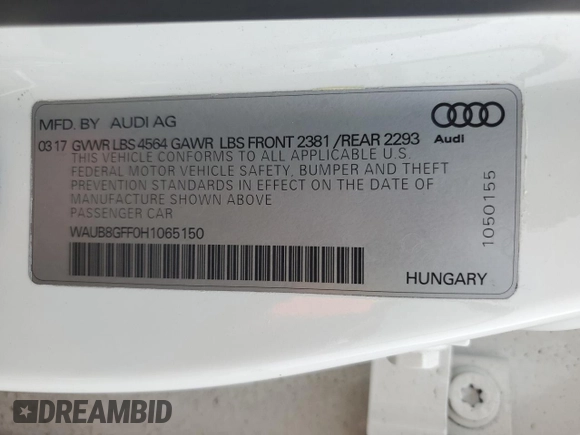 MFD. BY AUDI AG
Audi
03 17 GVWR LBS 4564 GAWR LBS FRONT 2381 / REAR 2293
THIS VEHICLE CONFORMS TO ALL APPLICABLE U.S.
FEDERAL MOTOR VEHICLE SAFETY, BUMPER AND THEFT
PREVENTION STANDARDS IN EFFECT ON THE DATE OF
MANUFACTURE SHOWN ABOVE
PASSENGER CAR
WAUB8GFF0H1065150
1050155
HUNGARY
DREAMBID